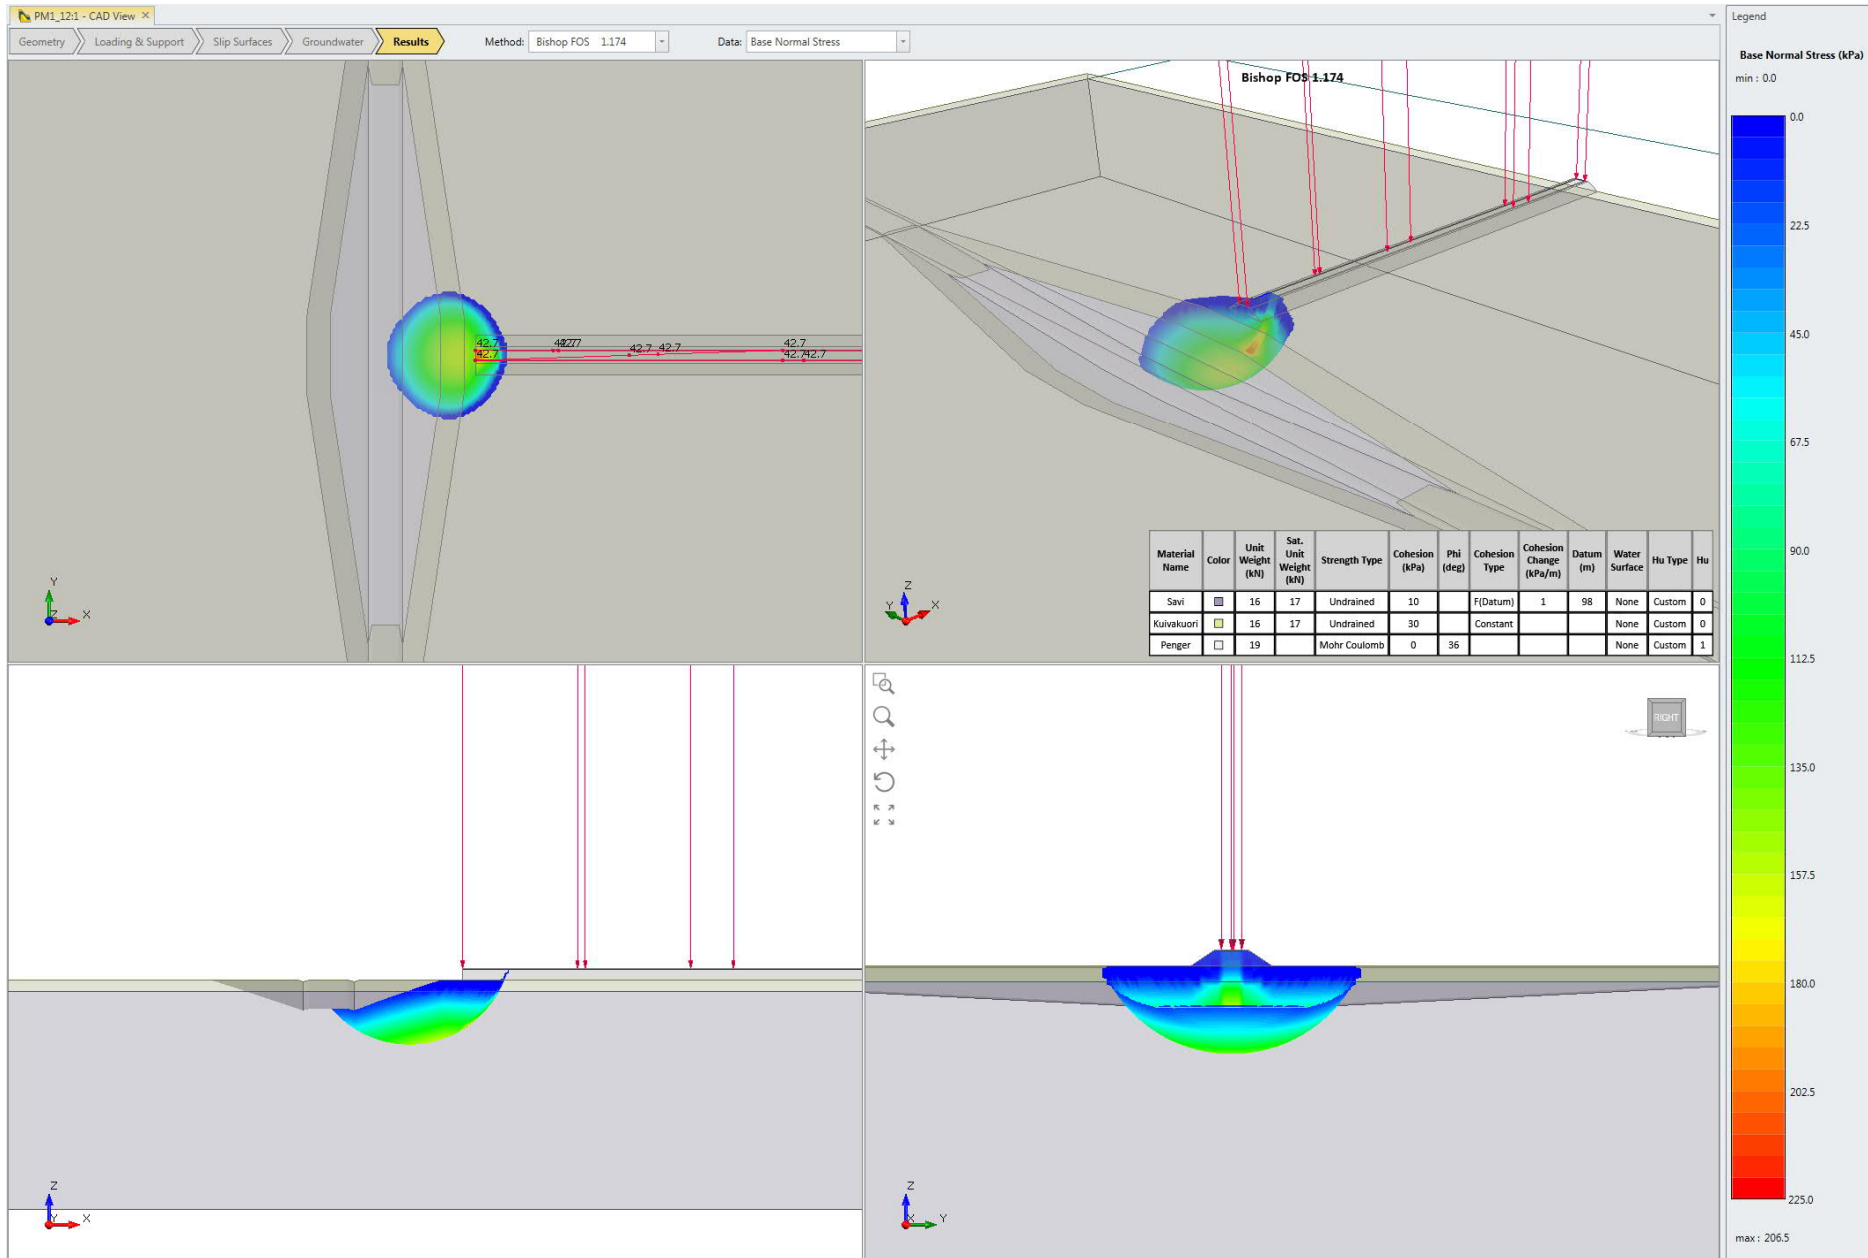 PM1_12:1 - CAD View
Geometry
Loading & Support
Slip Surfaces
Groundwater
Results
Method: Bishop FOS 1.174
Data: Base Normal Stress
42.7
42.7
42.7
42.7
42.7
42.7
42.7
Y
X
Bishop FOS 1.174
Z
Y
X
Material Name Color Unit Weight (kN) Sat. Unit Weight (kN) Strength Type Cohesion (kPa) Phi (deg) Cohesion Type Cohesion Change (kPa/m) Datum (m) Water Surface Hu Type Hu
Savi 16 17 Undrained 10 F(Datum) 1 98 None Custom 0
Kuivakuori 16 17 Undrained 30 Constant None Custom 0
Penger 19 Mohr Coulomb 0 36 None Custom 1
Z
X
RIGHT
Z
Y
Legend
Base Normal Stress (kPa)
min : 0.0
0.0
22.5
45.0
67.5
90.0
112.5
135.0
157.5
180.0
202.5
225.0
max : 206.5